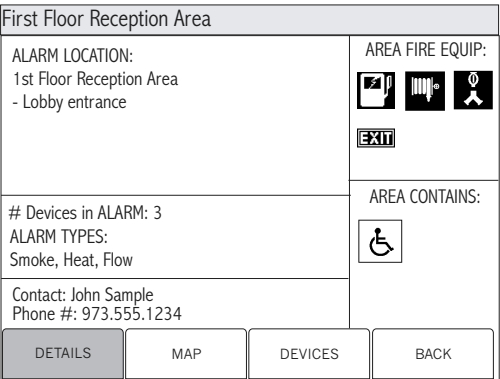 First Floor Reception Area
ALARM LOCATION:
1st Floor Reception Area
- Lobby entrance
AREA FIRE EQUIP:
EXIT
# Devices in ALARM: 3
ALARM TYPES:
Smoke, Heat, Flow
AREA CONTAINS:
Contact: John Sample
Phone #: 973.555.1234
DETAILS
MAP
DEVICES
BACK